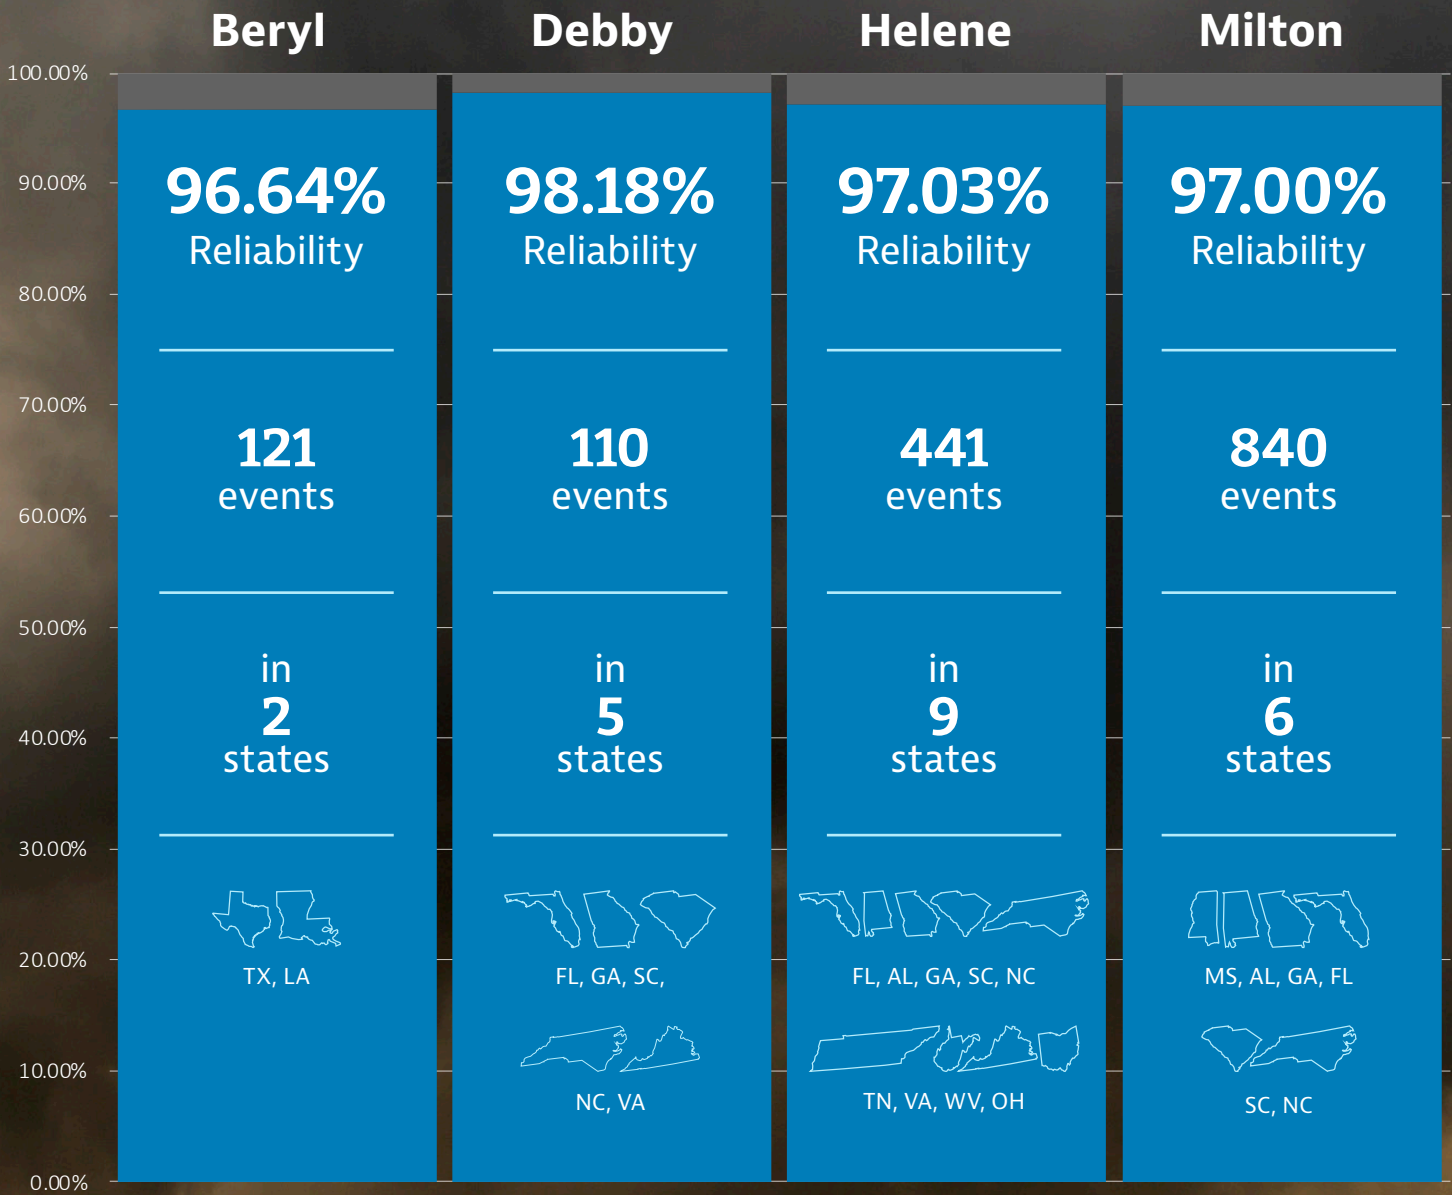 Beryl
Debby
Helene
Milton
100.00%
90.00%
80.00%
70.00%
60.00%
50.00%
40.00%
30.00%
20.00%
10.00%
0.00%
96.64%
Reliability
121
events
in
2
states
TX, LA
98.18%
Reliability
110
events
in
5
states
FL, GA, SC,
NC, VA
97.03%
Reliability
441
events
in
9
states
FL, AL, GA, SC, NC
TN, VA, WV, OH
97.00%
Reliability
840
events
in
6
states
MS, AL, GA, FL
SC, NC